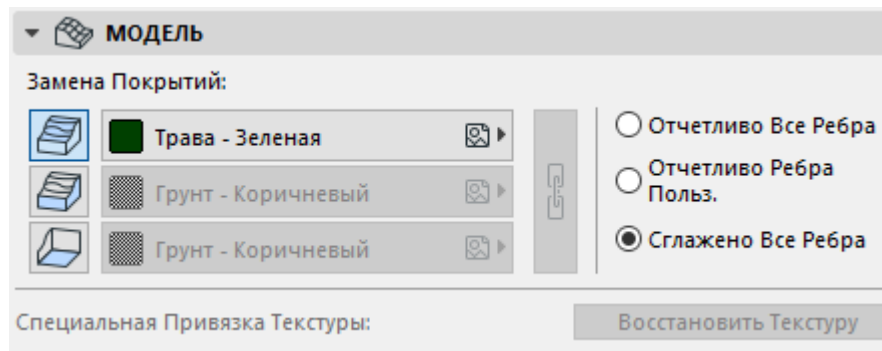 МОДЕЛЬ
Замена Покрытий:
Трава - Зеленая
Грунт - Коричневый
Грунт - Коричневый
Отчетливо Все Ребра
Отчетливо Ребра
Польз.
Сглажено Все Ребра
Специальная Привязка Текстуры:
Восстановить Текстуру